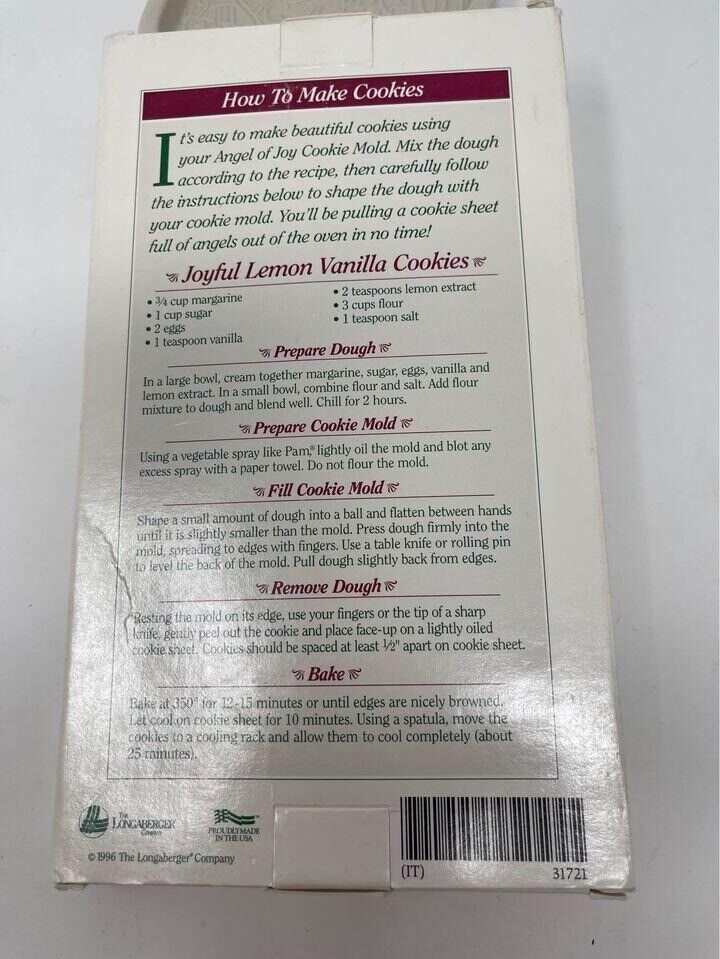 How To Make Cookies
It's easy to make beautiful cookies using
your Angel of Joy Cookie Mold. Mix the dough
according to the recipe, then carefully follow
the instructions below to shape the dough with
your cookie mold. You'll be pulling a cookie sheet
full of angels out of the oven in no time!
Joyful Lemon Vanilla Cookies
• ¾ cup margarine
• 1 cup sugar
• 2 eggs
• 1 teaspoon vanilla
• 2 teaspoons lemon extract
• 3 cups flour
• 1 teaspoon salt
Prepare Dough
In a large bowl, cream together margarine, sugar, eggs, vanilla and
lemon extract. In a small bowl, combine flour and salt. Add flour
mixture to dough and blend well. Chill for 2 hours.
Prepare Cookie Mold
Using a vegetable spray like Pam,® lightly oil the mold and blot any
excess spray with a paper towel. Do not flour the mold.
Fill Cookie Mold
Shape a small amount of dough into a ball and flatten between hands
until it is slightly smaller than the mold. Press dough firmly into the
mold, spreading to edges with fingers. Use a table knife or rolling pin
to level the back of the mold. Pull dough slightly back from edges.
Remove Dough
Resting the mold on its edge, use your fingers or the tip of a sharp
knife, gently peel out the cookie and place face-up on a lightly oiled
cookie sheet. Cookies should be spaced at least ½" apart on cookie sheet.
Bake
Bake at 350° for 12-15 minutes or until edges are nicely browned.
Let cool on cookie sheet for 10 minutes. Using a spatula, move the
cookies to a cooling rack and allow them to cool completely (about
25 minutes).
The
LONGABERGER
Company
PROUDLY MADE
IN THE USA
© 1996 The Longaberger® Company
(IT)
31721